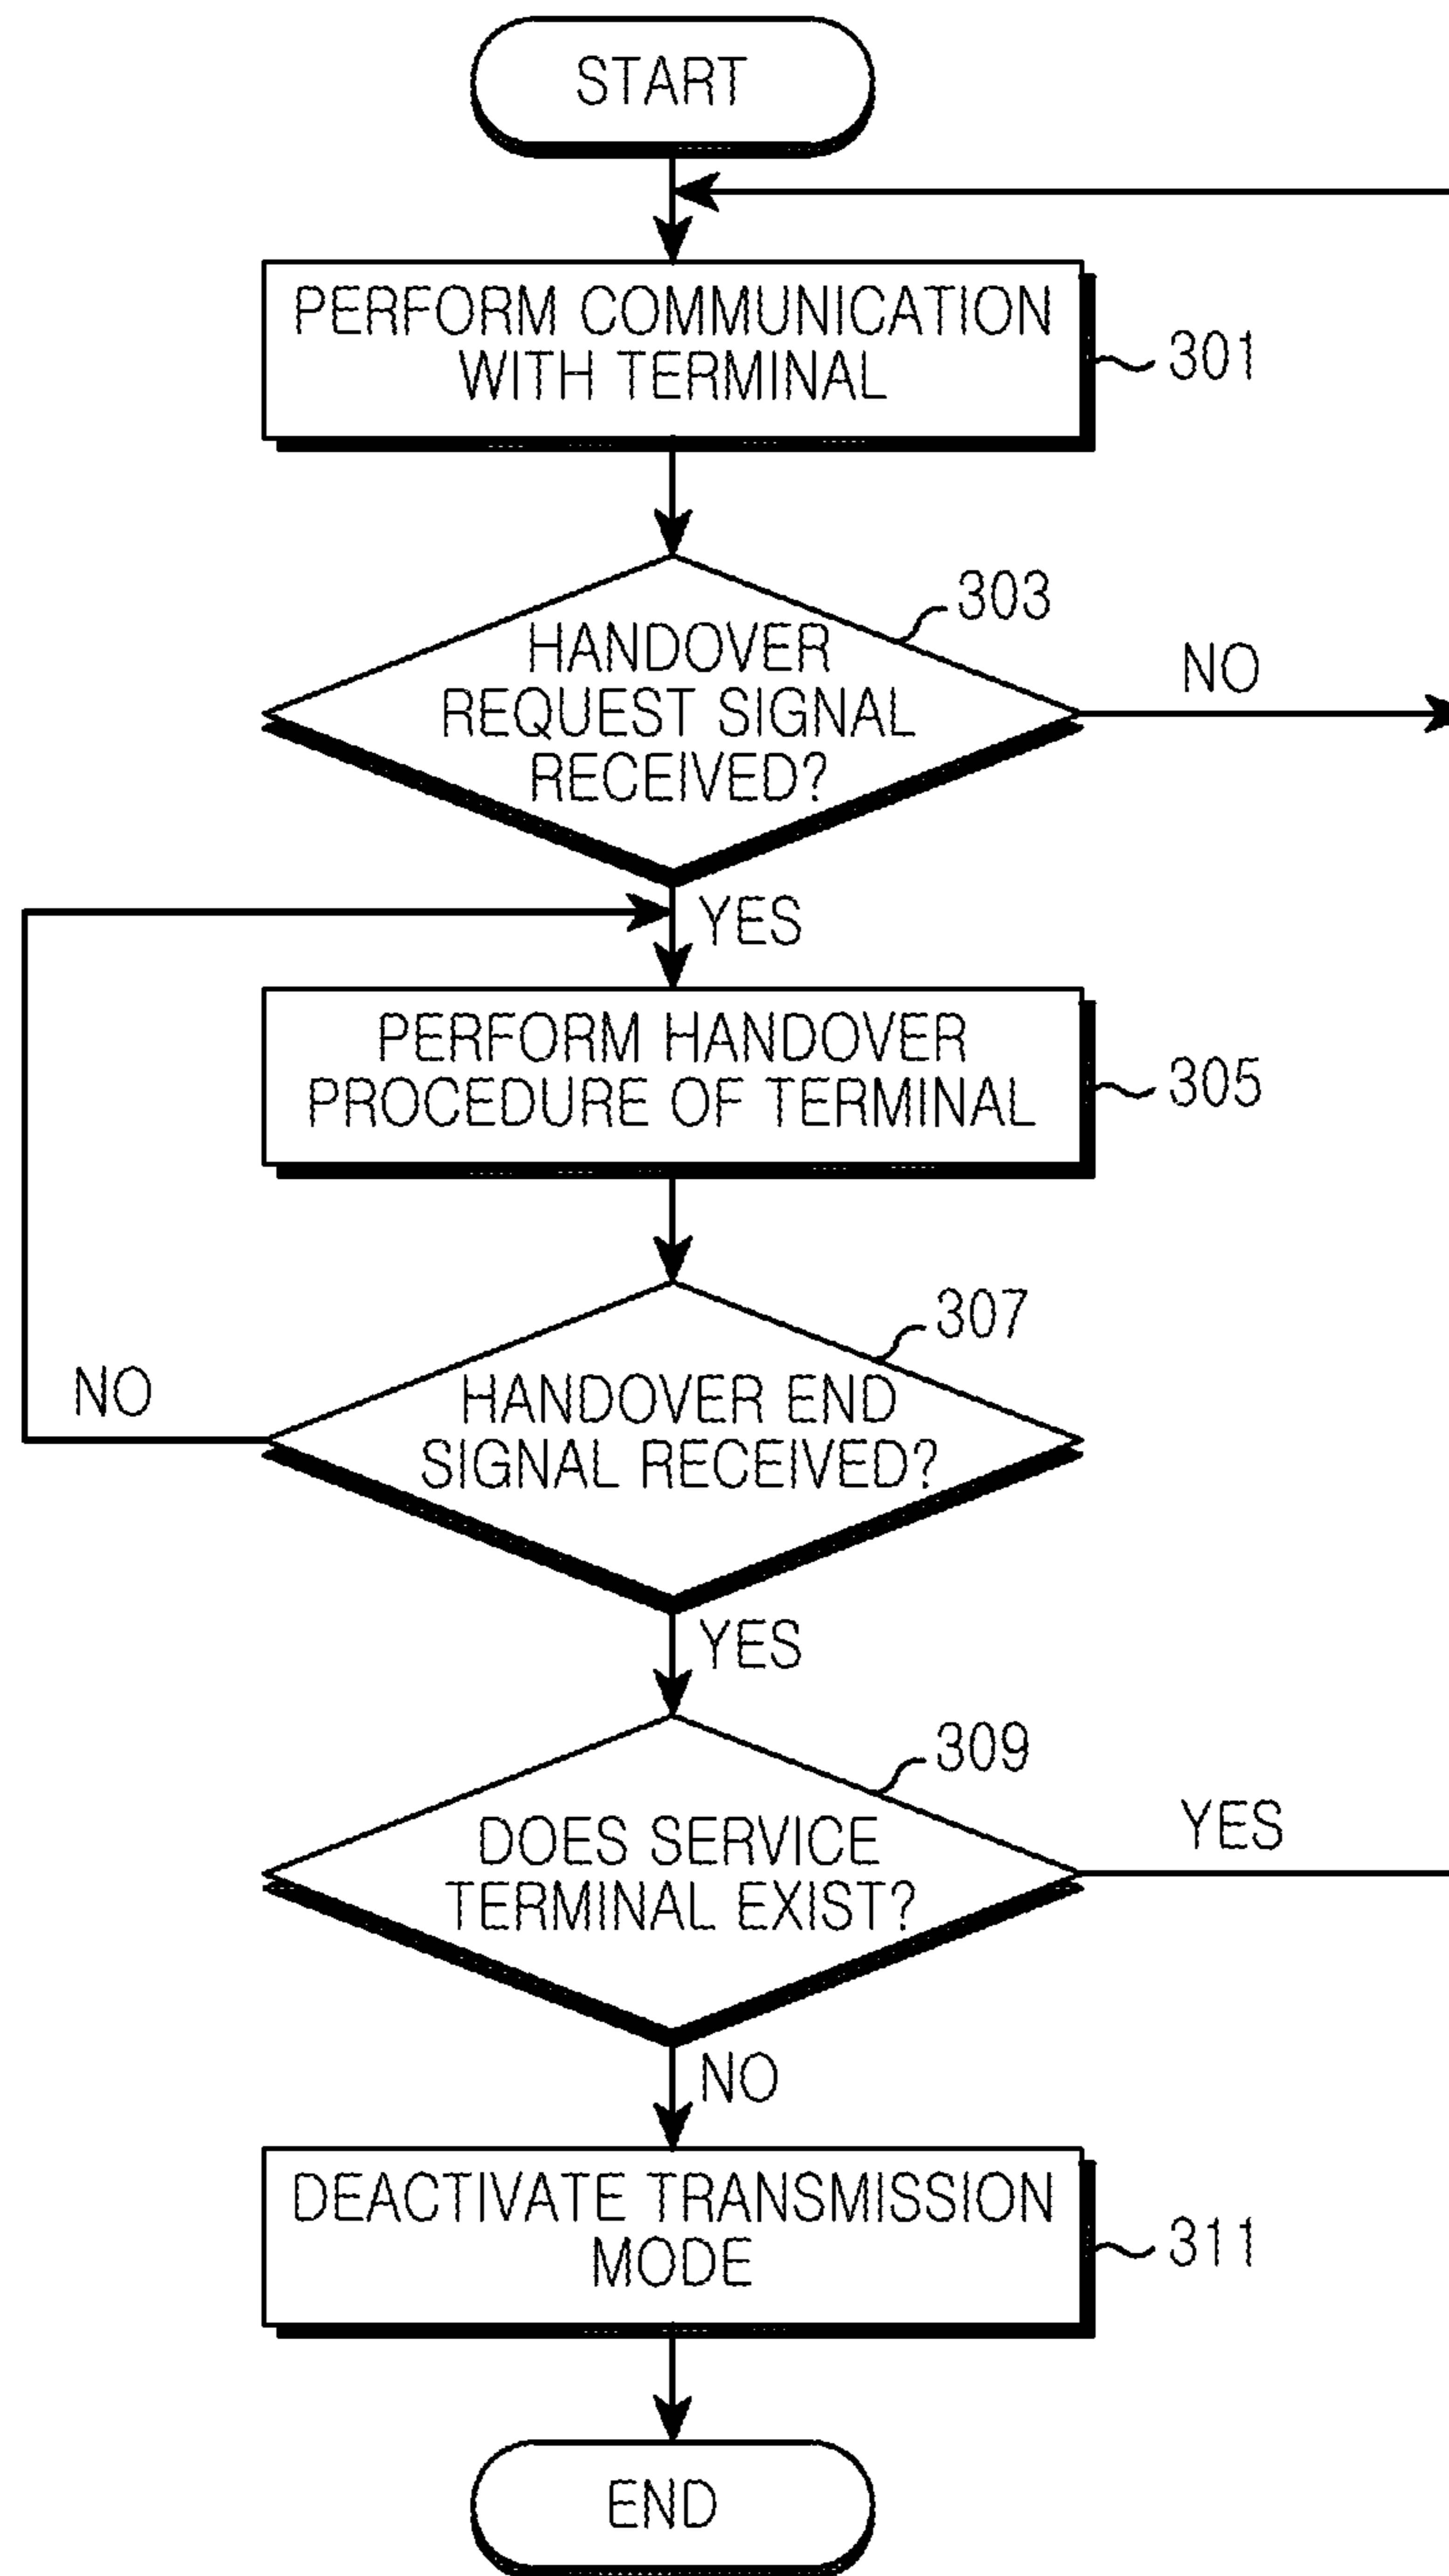 START
PERFORM COMMUNICATION
WITH TERMINAL
301
303
HANDOVER
REQUEST SIGNAL
RECEIVED?
NO
YES
PERFORM HANDOVER
PROCEDURE OF TERMINAL
305
307
HANDOVER END
SIGNAL RECEIVED?
NO
YES
309
DOES SERVICE
TERMINAL EXIST?
YES
NO
DEACTIVATE TRANSMISSION
MODE
311
END